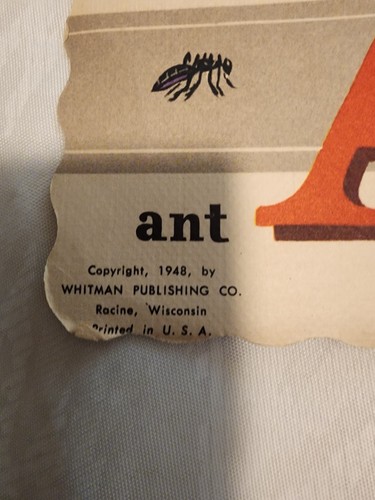 A
ant
Copyright, 1948, by
WHITMAN PUBLISHING CO.
Racine, Wisconsin
Printed in U. S. A.